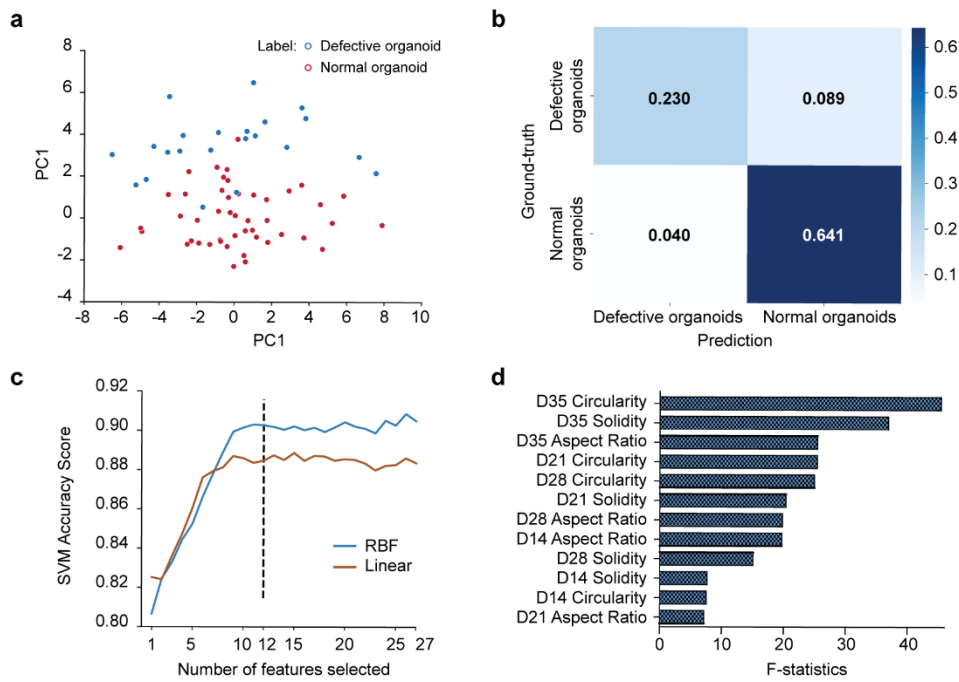 a
8
6
4
2
0
-2
-4
PC1
-8 -6 -4 -2 0 2 4 6 8 10
PC1
Label: Defective organoid
Normal organoid
b
Ground-truth
Defective
organoids
Normal
organoids
0.230 0.089
0.040 0.641
Defective organoids Normal organoids
Prediction
0.6
0.5
0.4
0.3
0.2
0.1
c
0.92
0.90
0.88
0.86
0.84
0.82
0.80
SVM Accuracy Score
RBF
Linear
1 5 10 12 15 20 25 27
Number of features selected
d
D35 Circularity
D35 Solidity
D35 Aspect Ratio
D21 Circularity
D28 Circularity
D21 Solidity
D28 Aspect Ratio
D14 Aspect Ratio
D28 Solidity
D14 Solidity
D14 Circularity
D21 Aspect Ratio
0 10 20 30 40
F-statistics